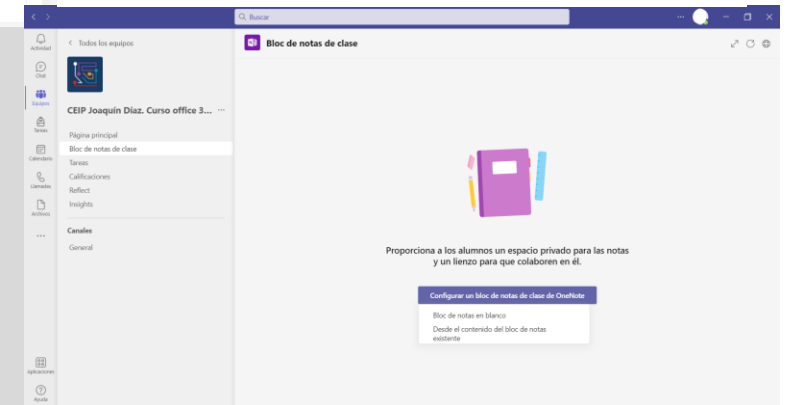 Buscar
Actividad
Chat
Equipos
Tareas
Calendario
Llamadas
Archivos
Aplicaciones
Ayuda
Todos los equipos
CEIP Joaquín Díaz. Curso office 3... ...
Página principal
Bloc de notas de clase
Tareas
Calificaciones
Reflect
Insights
Canales
General
Bloc de notas de clase
Proporciona a los alumnos un espacio privado para las notas
y un lienzo para que colaboren en él.
Configurar un bloc de notas de clase de OneNote
Bloc de notas en blanco
Desde el contenido del bloc de notas
existente